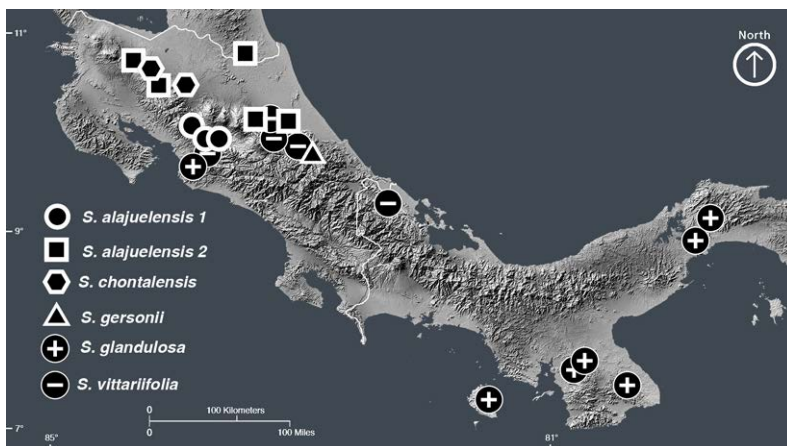 11°
North
9°
S. alajuelensis 1
S. alajuelensis 2
S. chontalensis
S. gersonii
S. glandulosa
S. vittariifolia
0 100 Kilometers
0 100 Miles
7°
85° 81°